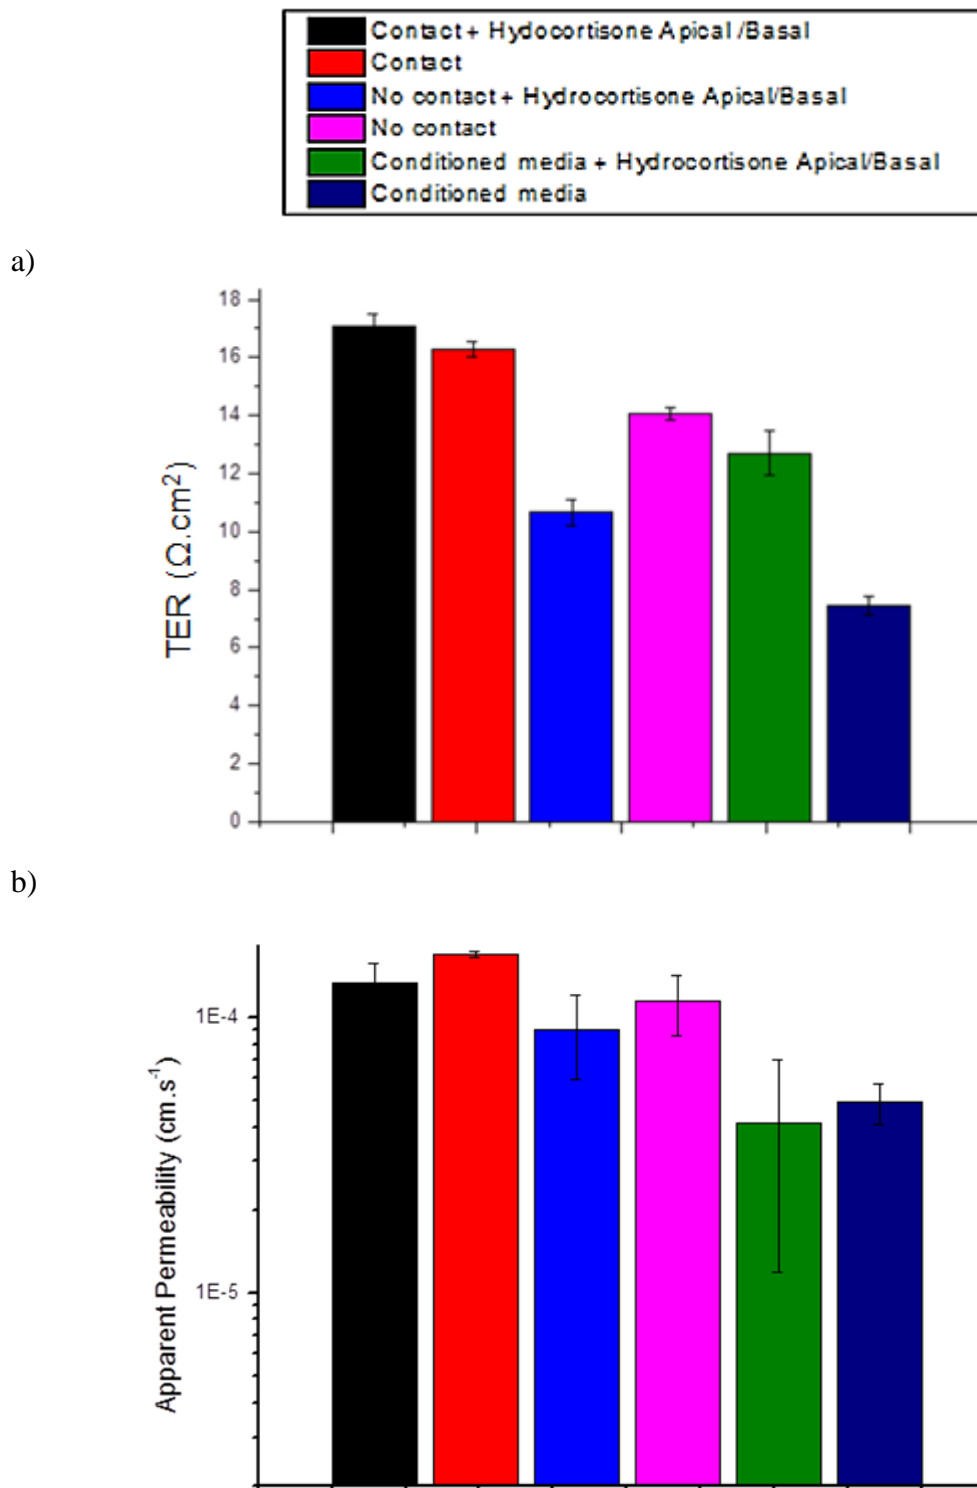 Contact + Hydocortisone Apical /Basal
Contact
No contact + Hydrocortisone Apical/Basal
No contact
Conditioned media + Hydrocortisone Apical/Basal
Conditioned media
a)
18
16
14
12
10
8
6
4
2
0
TER (Ω.cm²)
b)
1E-4
1E-5
Apparent Permeability (cm.s⁻¹)